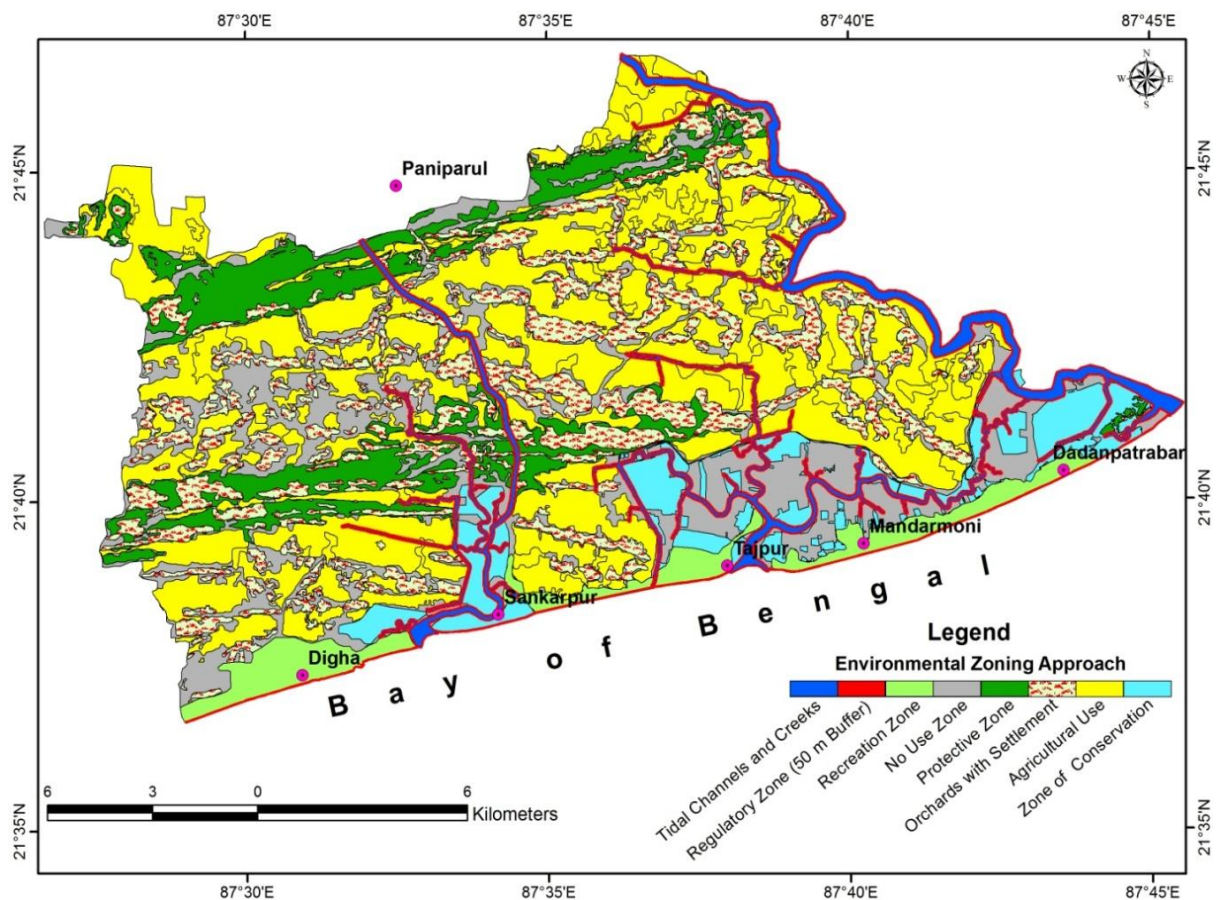 87°30'E
87°35'E
87°40'E
87°45'E
N
W
E
S
21°45'N
21°45'N
Paniparul
21°40'N
21°40'N
Dadanpatrabar
Mandarmoni
Tajpur
Sankarpur
Digha
Bay of Bengal
Legend
Environmental Zoning Approach
Tidal Channels and Creeks
Regulatory Zone (50 m Buffer)
Recreation Zone
No Use Zone
Protective Zone
Orchards with Settlement
Agricultural Use
Zone of Conservation
6 3 0 6
Kilometers
21°35'N
21°35'N
87°30'E
87°35'E
87°40'E
87°45'E